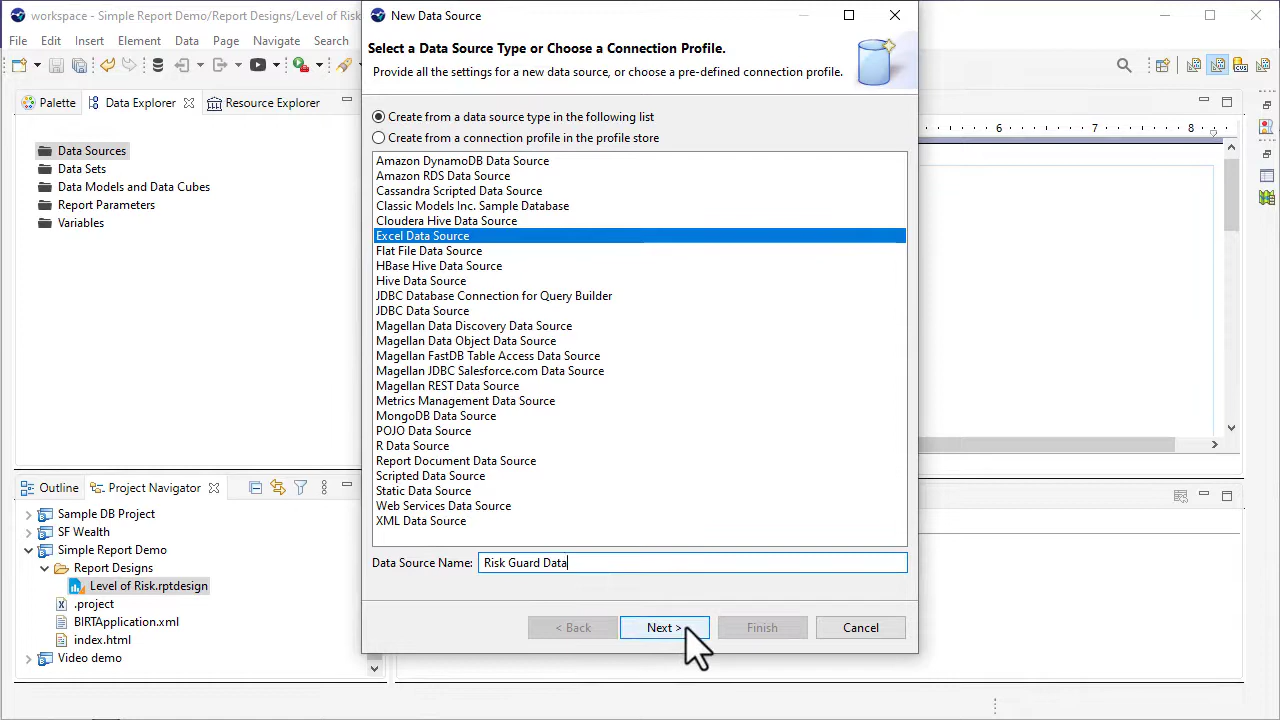 workspace - Simple Report Demo/Report Designs/Level of Risk
File Edit Insert Element Data Page Navigate Search
Palette Data Explorer Resource Explorer
Data Sources
Data Sets
Data Models and Data Cubes
Report Parameters
Variables
Outline Project Navigator
Sample DB Project
SF Wealth
Simple Report Demo
Report Designs
Level of Risk.rptdesign
.project
BIRTApplication.xml
index.html
Video demo
New Data Source
Select a Data Source Type or Choose a Connection Profile.
Provide all the settings for a new data source, or choose a pre-defined connection profile.
Create from a data source type in the following list
Create from a connection profile in the profile store
Amazon DynamoDB Data Source
Amazon RDS Data Source
Cassandra Scripted Data Source
Classic Models Inc. Sample Database
Cloudera Hive Data Source
Excel Data Source
Flat File Data Source
HBase Hive Data Source
Hive Data Source
JDBC Database Connection for Query Builder
JDBC Data Source
Magellan Data Discovery Data Source
Magellan Data Object Data Source
Magellan FastDB Table Access Data Source
Magellan JDBC Salesforce.com Data Source
Magellan REST Data Source
Metrics Management Data Source
MongoDB Data Source
POJO Data Source
R Data Source
Report Document Data Source
Scripted Data Source
Static Data Source
Web Services Data Source
XML Data Source
Data Source Name: Risk Guard Data
< Back Next > Finish Cancel
6 7 8